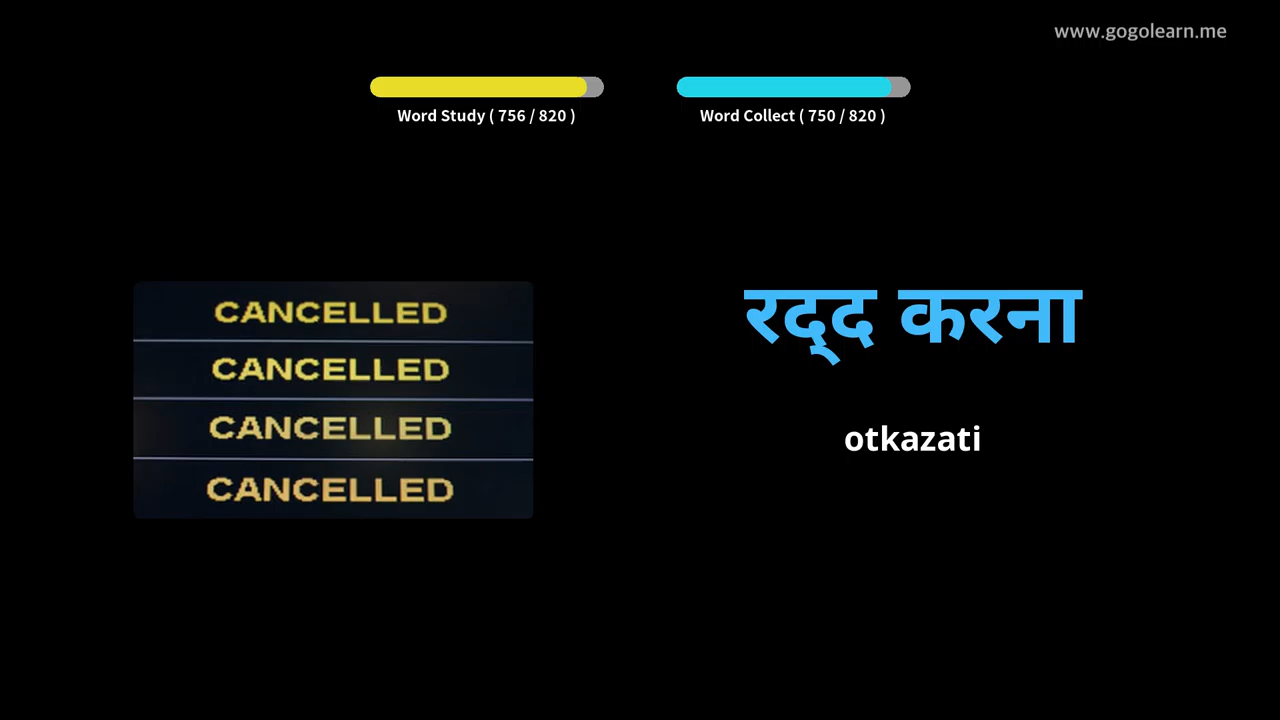 www.gogolearn.me
Word Study ( 756 / 820 )
Word Collect ( 750 / 820 )
CANCELLED
CANCELLED
CANCELLED
CANCELLED
रद्द करना
otkazati